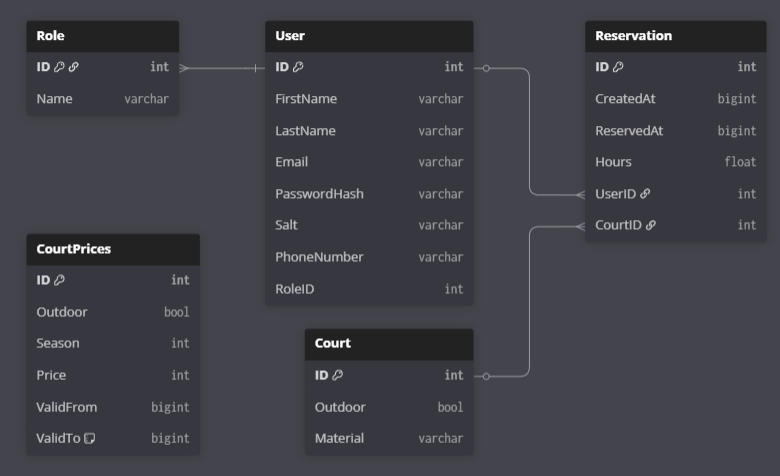 Role
ID int
Name varchar
User
ID int
FirstName varchar
LastName varchar
Email varchar
PasswordHash varchar
Salt varchar
PhoneNumber varchar
RoleID int
Reservation
ID int
CreatedAt bigint
ReservedAt bigint
Hours float
UserID int
CourtID int
CourtPrices
ID int
Outdoor bool
Season int
Price int
ValidFrom bigint
ValidTo bigint
Court
ID int
Outdoor bool
Material varchar